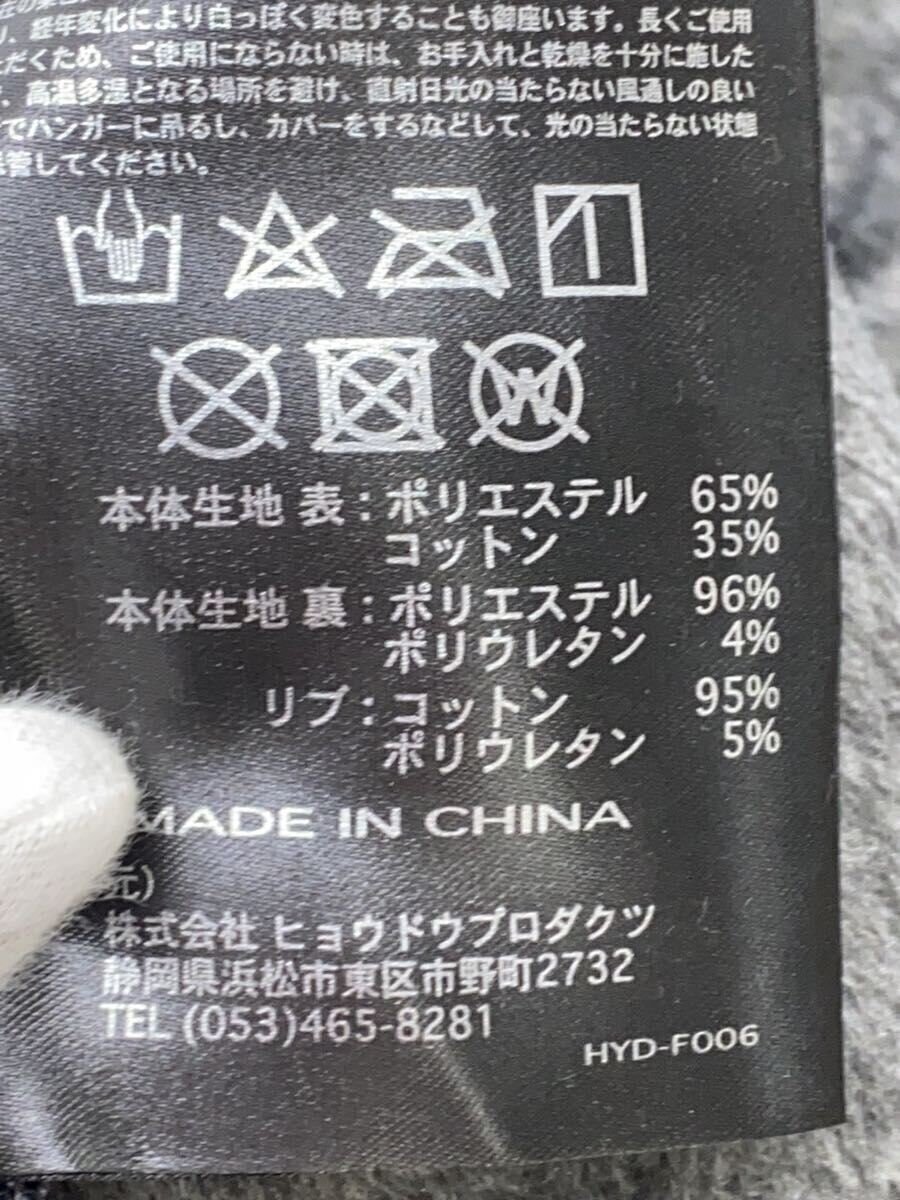 り、経年変化により白っぽく変色することも御座います。長くご使用
ただくため、ご使用にならない時は、お手入れと乾燥を十分に施した
、高温多湿となる場所を避け、直射日光の当たらない風通しの良い
でハンガーに吊るし、カバーをするなどして、光の当たらない状態
保管してください。
W
本体生地 表：ポリエステル 65%
コットン 35%
本体生地 裏：ポリエステル 96%
ポリウレタン 4%
リブ：コットン 95%
ポリウレタン 5%
MADE IN CHINA
元)
株式会社 ヒョウドウプロダクツ
静岡県浜松市東区市野町2732
TEL (053)465-8281
HYD-F006